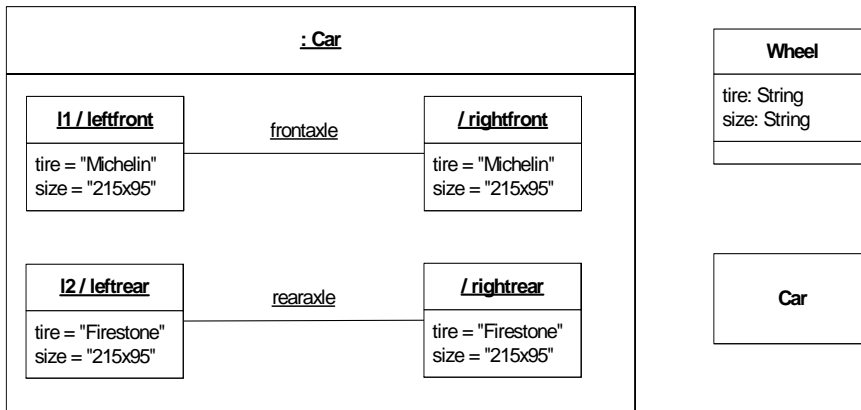 : Car
l1 / leftfront
tire = "Michelin"
size = "215x95"
frontaxle
/ rightfront
tire = "Michelin"
size = "215x95"
l2 / leftrear
tire = "Firestone"
size = "215x95"
rearaxle
/ rightrear
tire = "Firestone"
size = "215x95"
Wheel
tire: String
size: String
Car